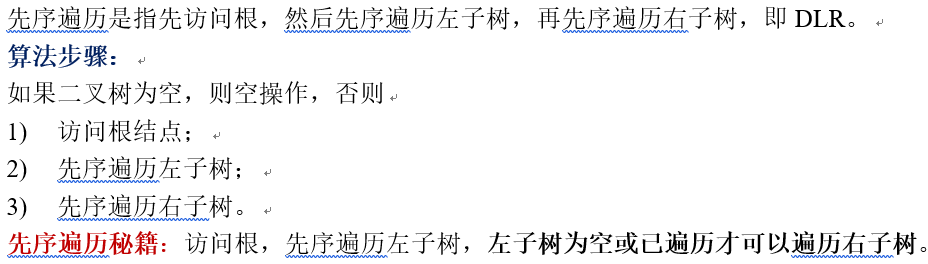 先序遍历是指先访问根，然后先序遍历左子树，再先序遍历右子树，即 DLR。
算法步骤：
如果二叉树为空，则空操作，否则
1) 访问根结点；
2) 先序遍历左子树；
3) 先序遍历右子树。
先序遍历秘籍：访问根，先序遍历左子树，左子树为空或已遍历才可以遍历右子树。